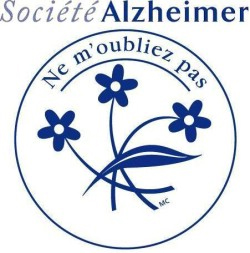 Société Alzheimer
Ne m'oubliez pas
MC